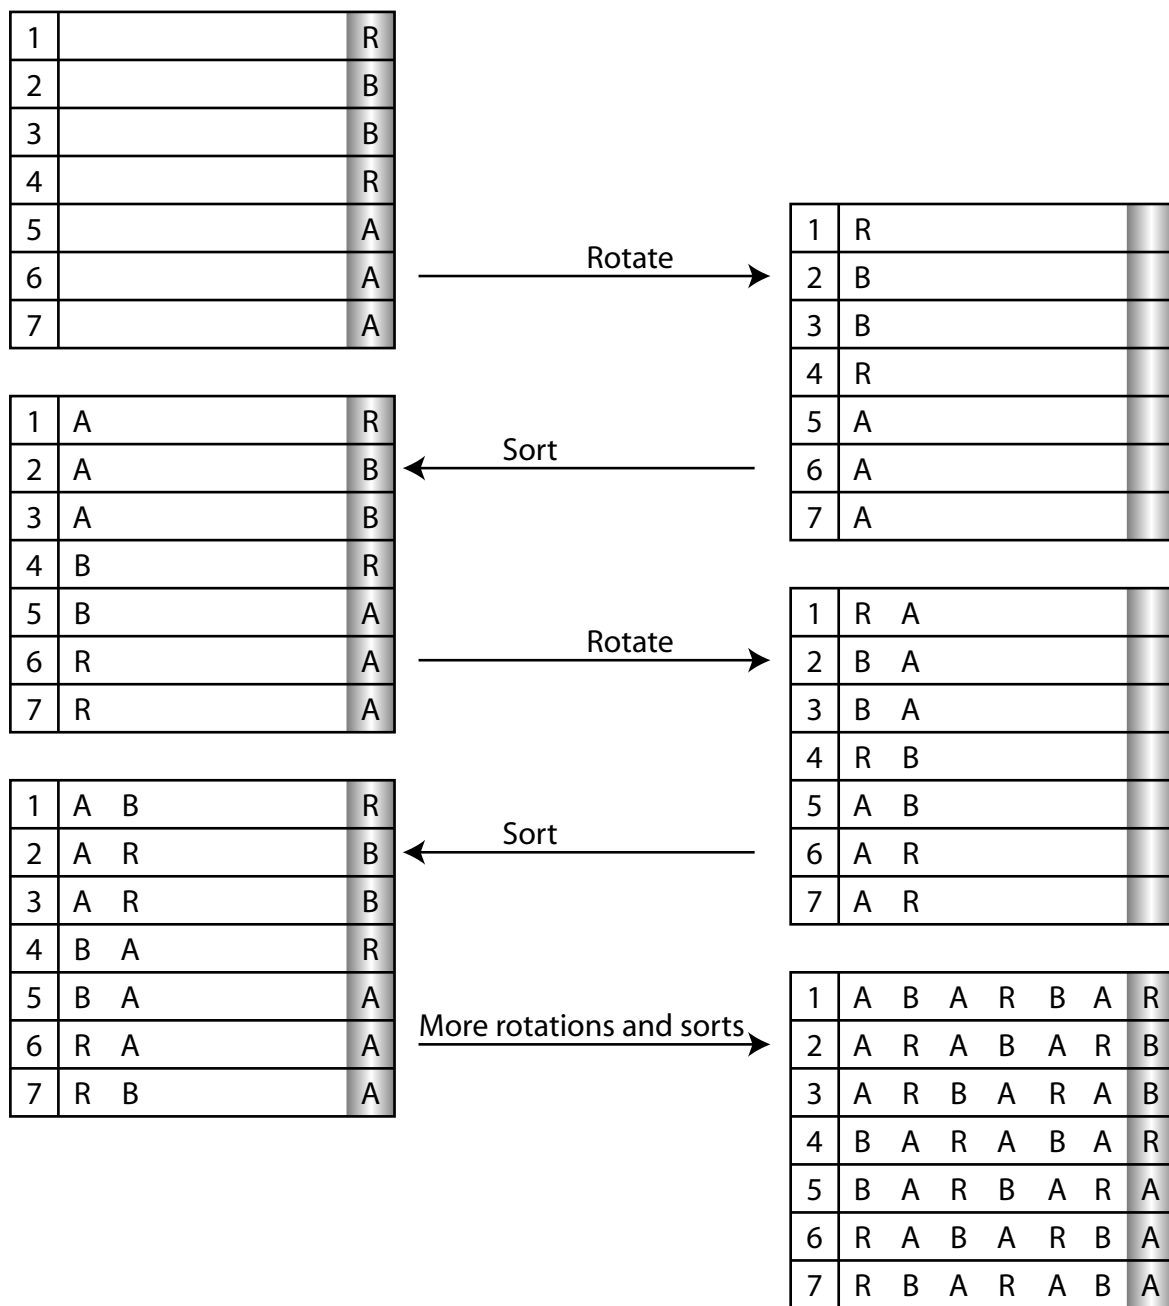 1 R
2 B
3 B
4 R
5 A
6 A
7 A
Rotate
1 R
2 B
3 B
4 R
5 A
6 A
7 A
Sort
1 A R
2 A B
3 A B
4 B R
5 B A
6 R A
7 R A
Rotate
1 R A
2 B A
3 B A
4 R B
5 A B
6 A R
7 A R
Sort
1 A B R
2 A R B
3 A R B
4 B A R
5 B A A
6 R A A
7 R B A
More rotations and sorts
1 A B A R B A R
2 A R A B A R B
3 A R B A R A B
4 B A R A B A R
5 B A R B A R A
6 R A B A R B A
7 R B A R A B A